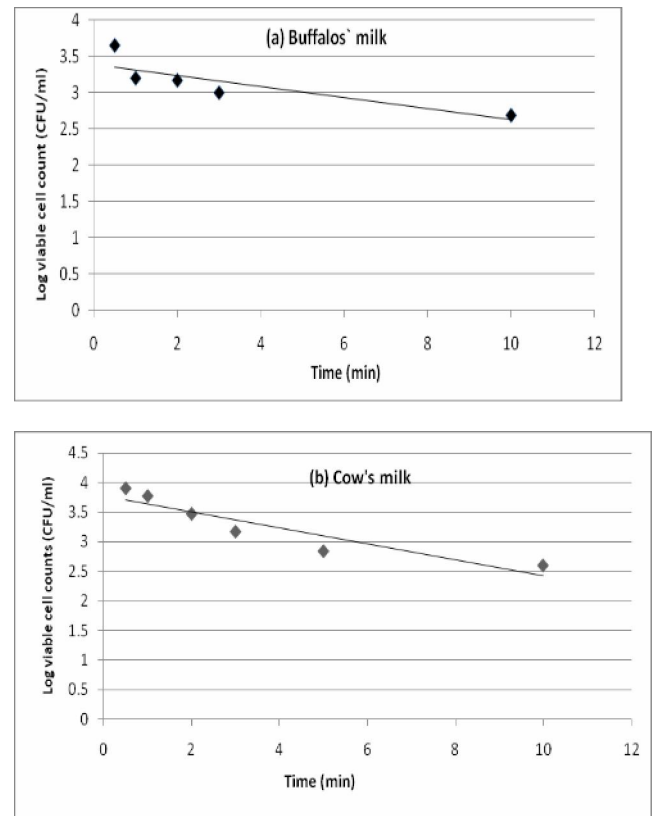 (a) Buffalos` milk
Log viable cell count (CFU/ml)
4
3.5
3
2.5
2
1.5
1
0.5
0
0 2 4 6 8 10 12
Time (min)
(b) Cow's milk
Log viable cell counts (CFU/ml)
4.5
4
3.5
3
2.5
2
1.5
1
0.5
0
0 2 4 6 8 10 12
Time (min)